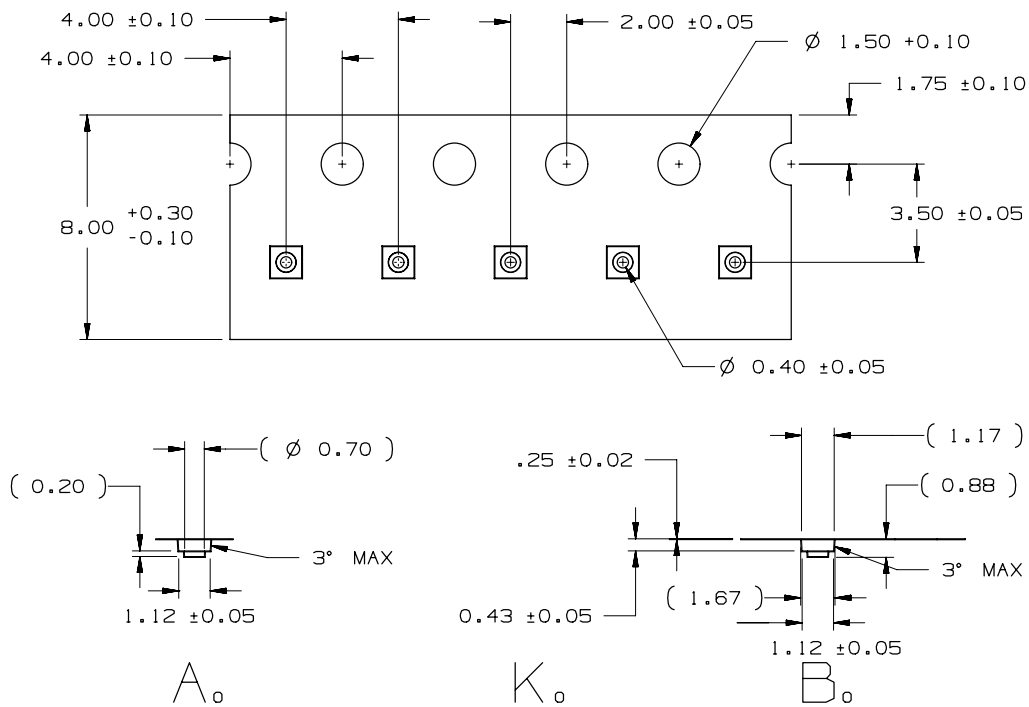 4.00 ±0.10
2.00 ±0.05
Ø 1.50 +0.10
4.00 ±0.10
1.75 ±0.10
8.00 +0.30 -0.10
3.50 ±0.05
Ø 0.40 ±0.05
( Ø 0.70 )
( 1.17 )
.25 ±0.02
( 0.20 )
( 0.88 )
3° MAX
3° MAX
( 1.67 )
1.12 ±0.05
0.43 ±0.05
1.12 ±0.05
Ao
Ko
Bo